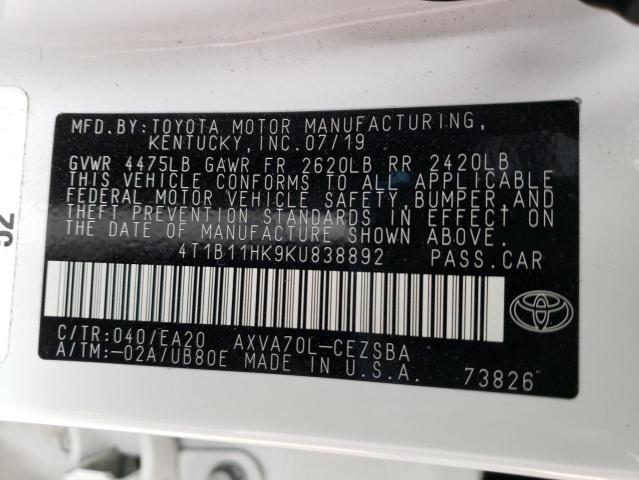 MFD.BY:TOYOTA MOTOR MANUFACTURING,
KENTUCKY, INC.07/19
GVWR 4475LB GAWR FR 2620LB RR 2420LB
THIS VEHICLE CONFORMS TO ALL APPLICABLE
FEDERAL MOTOR VEHICLE SAFETY, BUMPER, AND
THEFT PREVENTION STANDARDS IN EFFECT ON
THE DATE OF MANUFACTURE SHOWN ABOVE.
4T1B11HK9KU838892 PASS.CAR
C/TR:040/EA20 AXVA70L-CEZSBA
A/TM:-02A/UB80E MADE IN U.S.A. 73826
52